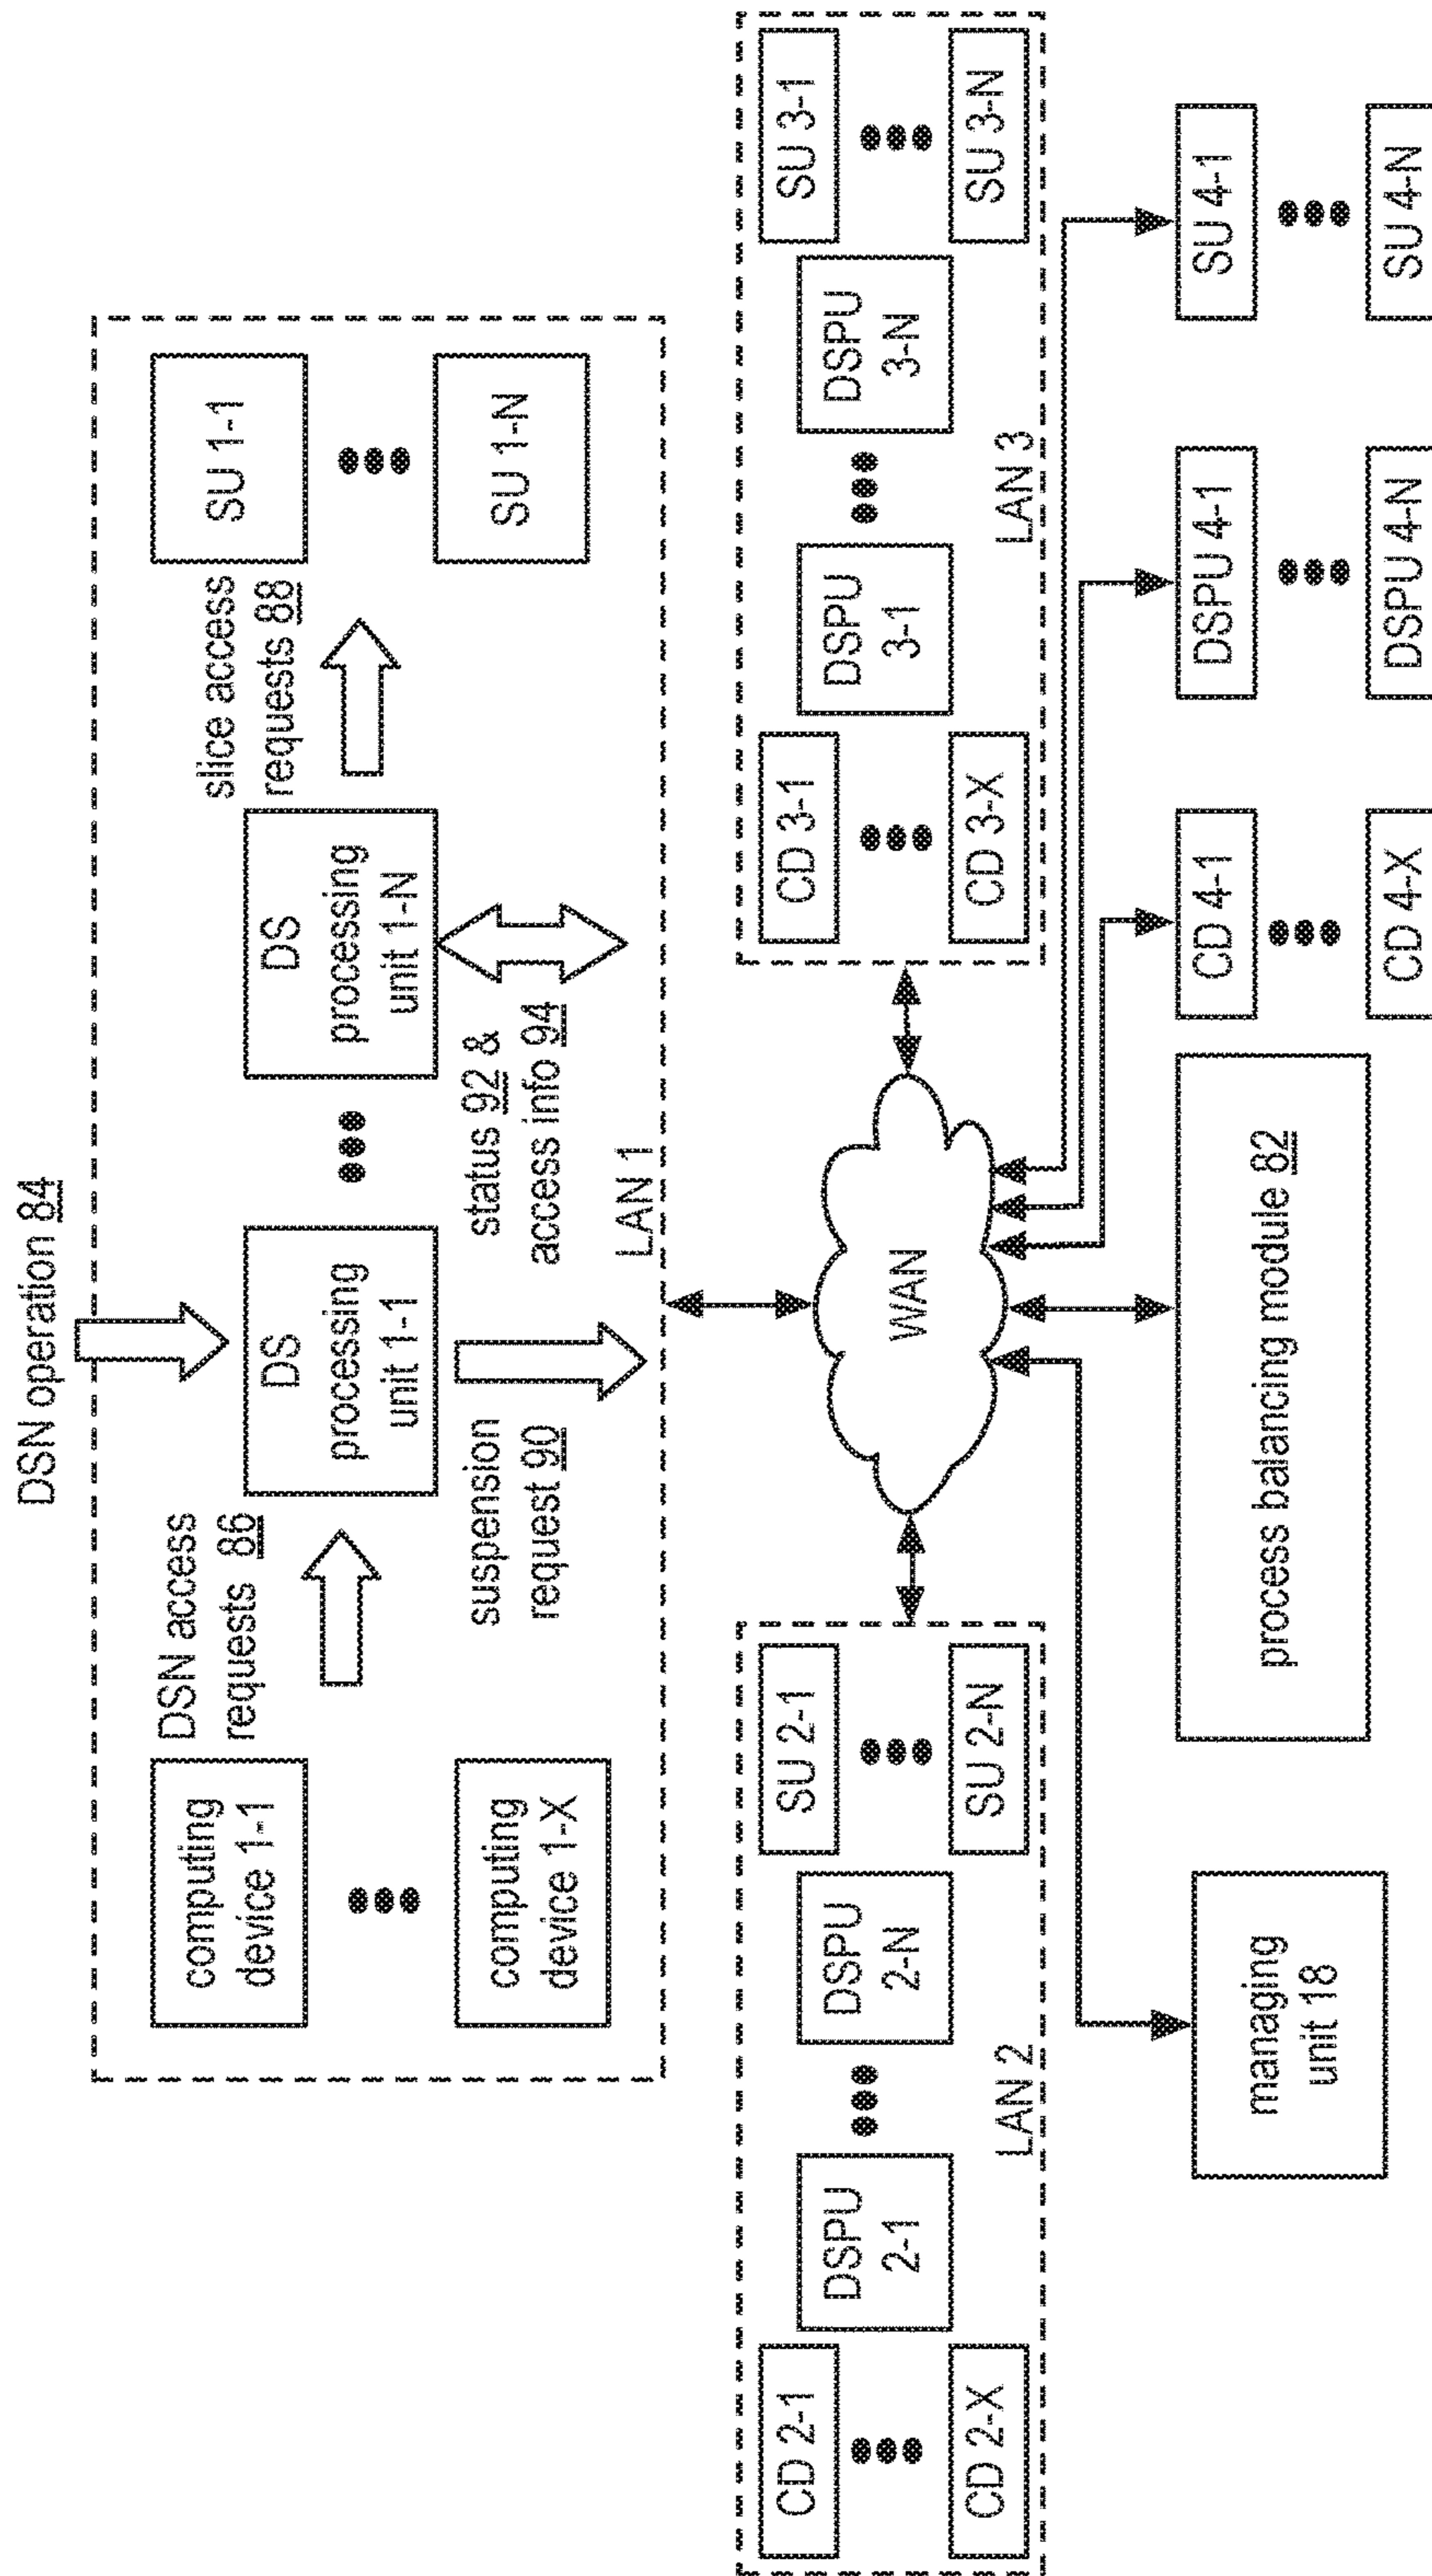 DSN operation 84
computing
device 1-1
computing
device 1-X
DSN access
requests 86
DS
processing
unit 1-1
suspension
request 90
DS
processing
unit 1-N
status 92 &
access info 94
slice access
requests 88
SU 1-1
SU 1-N
LAN 1
CD 2-1
CD 2-X
DSPU
2-1
DSPU
2-N
SU 2-1
SU 2-N
LAN 2
WAN
CD 3-1
CD 3-X
DSPU
3-1
DSPU
3-N
SU 3-1
SU 3-N
LAN 3
managing
unit 18
process balancing module 82
CD 4-1
CD 4-X
DSPU 4-1
DSPU 4-N
SU 4-1
SU 4-N